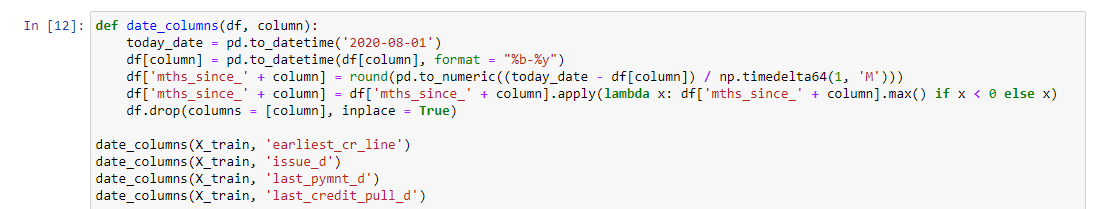 In [12]: def date_columns(df, column):
    today_date = pd.to_datetime('2020-08-01')
    df[column] = pd.to_datetime(df[column], format = "%b-%y")
    df['mths_since_' + column] = round(pd.to_numeric((today_date - df[column]) / np.timedelta64(1, 'M')))
    df['mths_since_' + column] = df['mths_since_' + column].apply(lambda x: df['mths_since_' + column].max() if x < 0 else x)
    df.drop(columns = [column], inplace = True)

date_columns(X_train, 'earliest_cr_line')
date_columns(X_train, 'issue_d')
date_columns(X_train, 'last_pymnt_d')
date_columns(X_train, 'last_credit_pull_d')